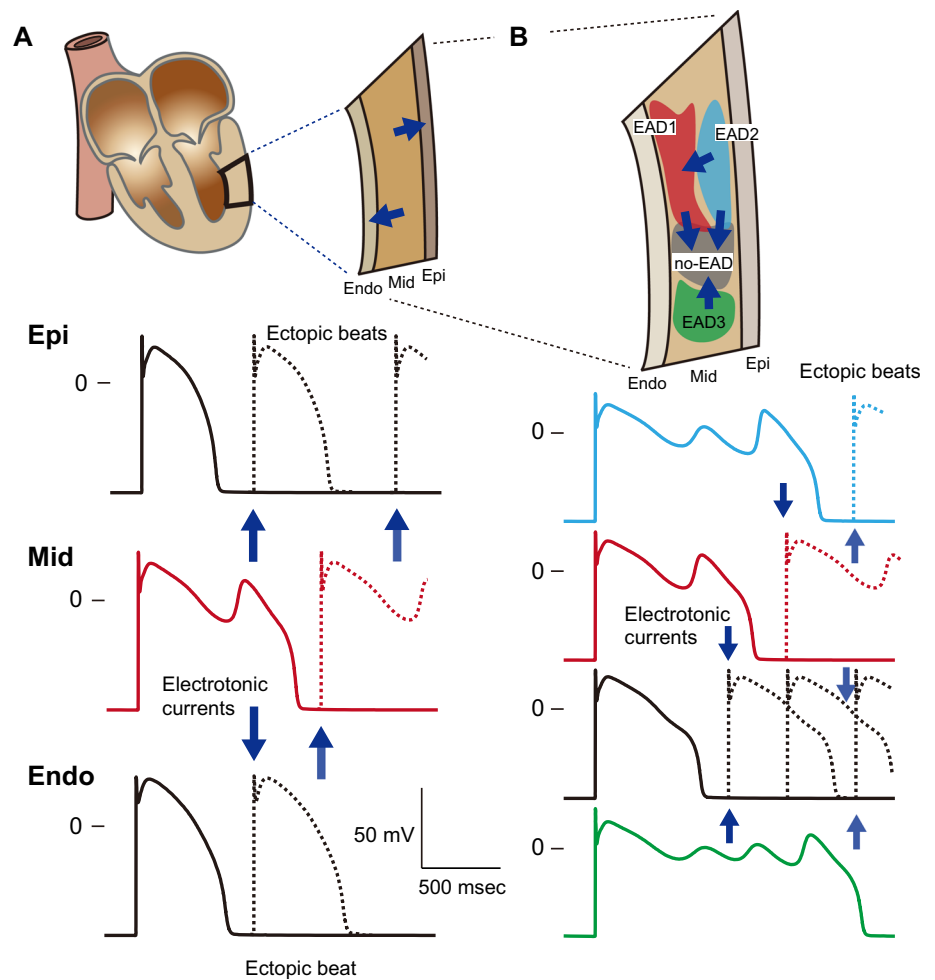 A
Endo
Mid
Epi
Epi
Ectopic beats
0
Mid
0
Electrotonic
currents
Endo
0
50 mV
500 msec
Ectopic beat
B
EAD1
EAD2
no-EAD
EAD3
Endo
Mid
Epi
Ectopic beats
0
0
Electrotonic
currents
0
0